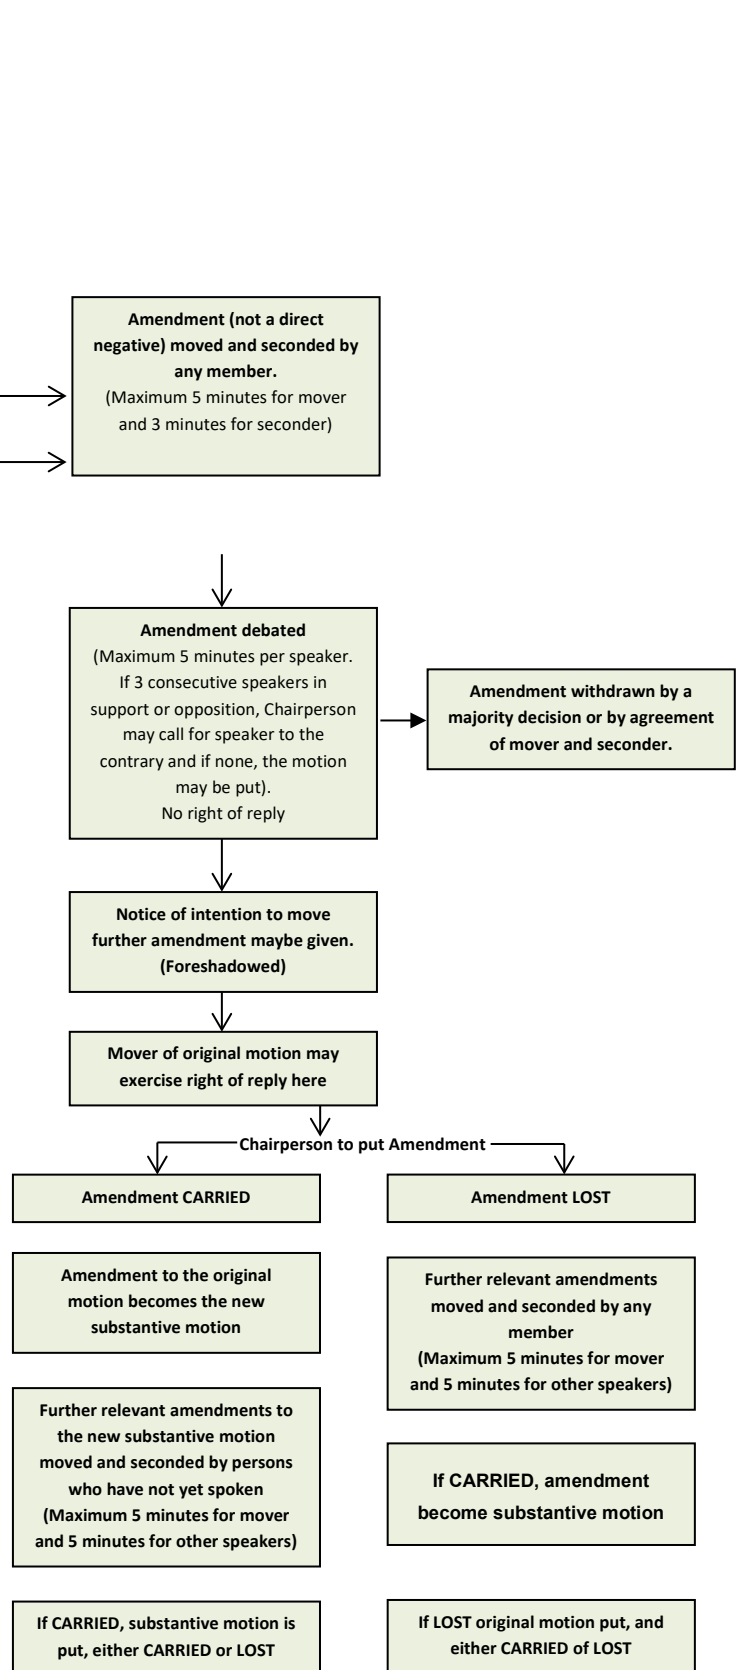 Amendment (not a direct
negative) moved and seconded by
any member.
(Maximum 5 minutes for mover
and 3 minutes for seconder)
Amendment debated
(Maximum 5 minutes per speaker.
If 3 consecutive speakers in
support or opposition, Chairperson
may call for speaker to the
contrary and if none, the motion
may be put).
No right of reply
Amendment withdrawn by a
majority decision or by agreement
of mover and seconder.
Notice of intention to move
further amendment maybe given.
(Foreshadowed)
Mover of original motion may
exercise right of reply here
Chairperson to put Amendment
Amendment CARRIED
Amendment to the original
motion becomes the new
substantive motion
Further relevant amendments to
the new substantive motion
moved and seconded by persons
who have not yet spoken
(Maximum 5 minutes for mover
and 5 minutes for other speakers)
If CARRIED, substantive motion is
put, either CARRIED or LOST
Amendment LOST
Further relevant amendments
moved and seconded by any
member
(Maximum 5 minutes for mover
and 5 minutes for other speakers)
If CARRIED, amendment
become substantive motion
If LOST original motion put, and
either CARRIED of LOST